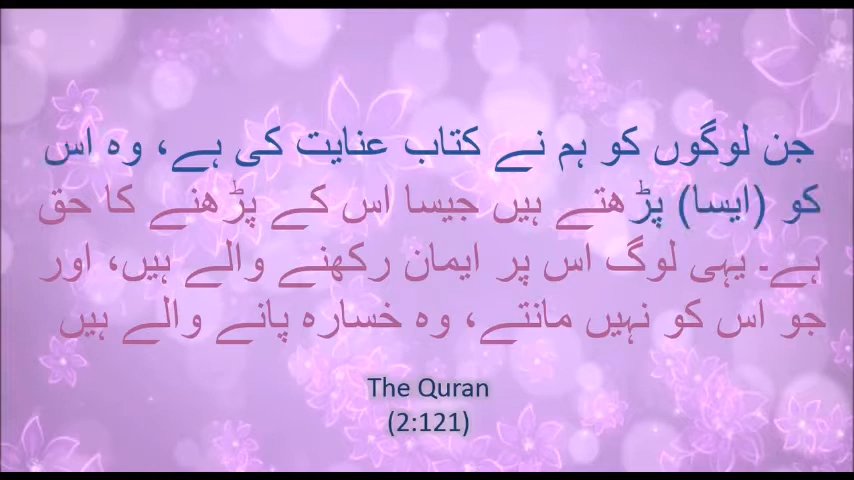 جن لوگوں کو ہم نے کتاب عنایت کی ہے، وہ اس
کو (ایسا) پڑھتے ہیں جیسا اس کے پڑھنے کا حق
ہے۔ یہی لوگ اس پر ایمان رکھنے والے ہیں، اور
جو اس کو نہیں مانتے، وہ خسارہ پانے والے ہیں
The Quran
(2:121)